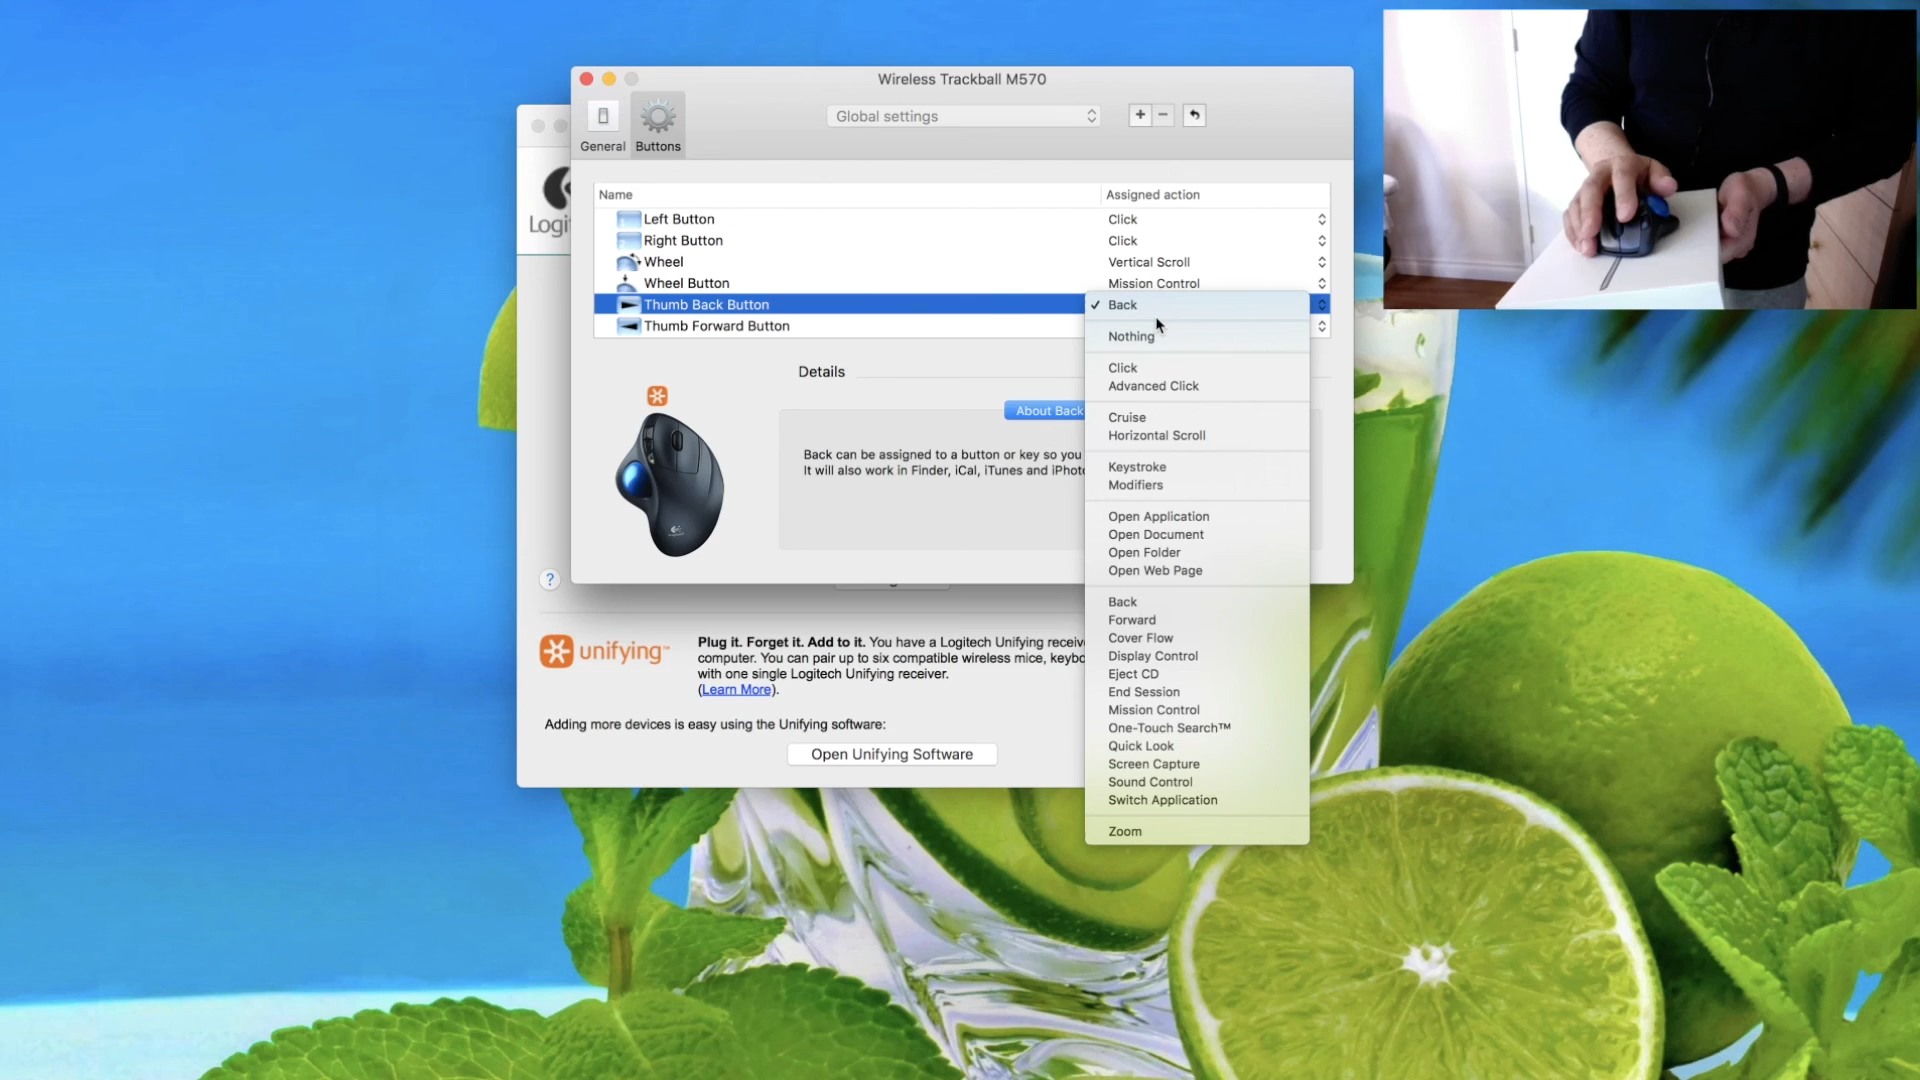 Wireless Trackball M570
Global settings
General
Buttons
Name
Assigned action
Left Button
Click
Right Button
Click
Wheel
Vertical Scroll
Wheel Button
Mission Control
Thumb Back Button
✓ Back
Thumb Forward Button
Nothing
Click
Advanced Click
Cruise
Horizontal Scroll
Keystroke
Modifiers
Open Application
Open Document
Open Folder
Open Web Page
Back
Forward
Cover Flow
Display Control
Eject CD
End Session
Mission Control
One-Touch Search™
Quick Look
Screen Capture
Sound Control
Switch Application
Zoom
Details
About Back
Back can be assigned to a button or key so you
It will also work in Finder, iCal, iTunes and iPhoto
Logi
?
unifying™
Plug it. Forget it. Add to it. You have a Logitech Unifying receive
computer. You can pair up to six compatible wireless mice, keybo
with one single Logitech Unifying receiver.
(Learn More).
Adding more devices is easy using the Unifying software:
Open Unifying Software